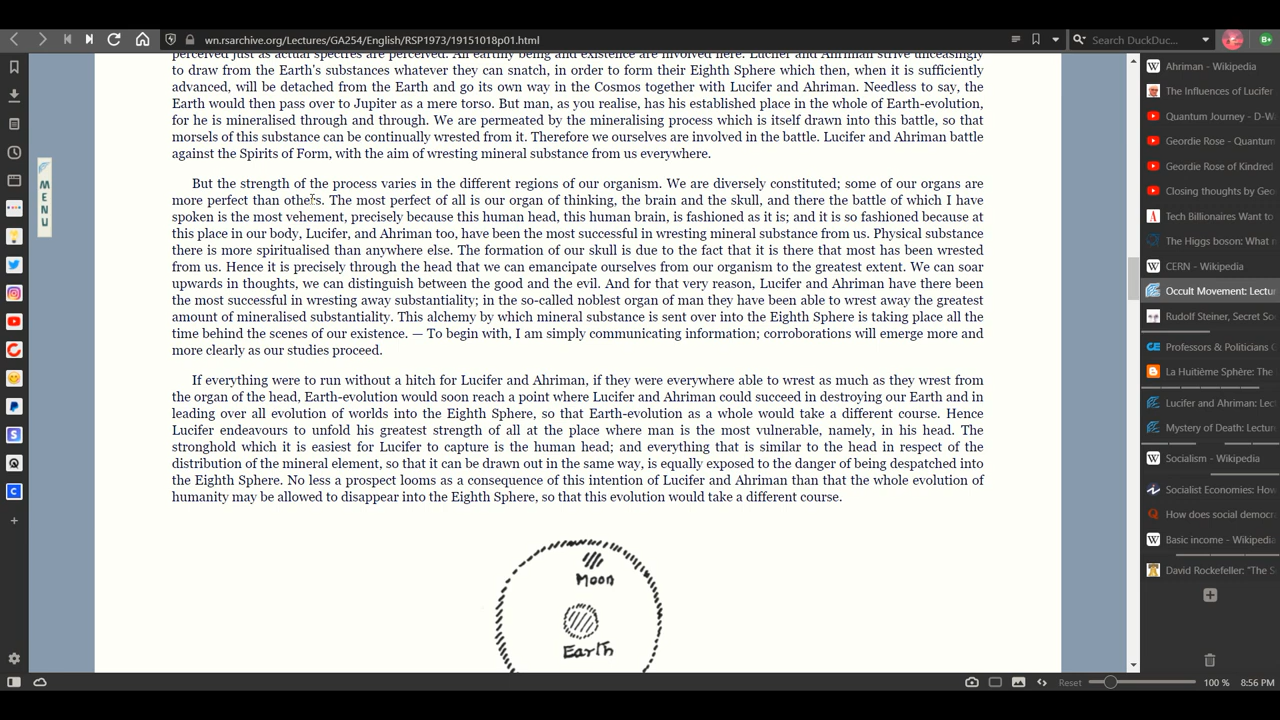 wn.rsarchive.org/Lectures/GA254/English/RSP1973/19151018p01.html
Search DuckDuc
perceived just as actual spectres are perceived. All earthly being and existence are involved here. Lucifer and Ahriman strive unceasingly
to draw from the Earth's substances whatever they can snatch, in order to form their Eighth Sphere which then, when it is sufficiently
advanced, will be detached from the Earth and go its own way in the Cosmos together with Lucifer and Ahriman. Needless to say, the
Earth would then pass over to Jupiter as a mere torso. But man, as you realise, has his established place in the whole of Earth-evolution,
for he is mineralised through and through. We are permeated by the mineralising process which is itself drawn into this battle, so that
morsels of this substance can be continually wrested from it. Therefore we ourselves are involved in the battle. Lucifer and Ahriman battle
against the Spirits of Form, with the aim of wresting mineral substance from us everywhere.
But the strength of the process varies in the different regions of our organism. We are diversely constituted; some of our organs are
more perfect than others. The most perfect of all is our organ of thinking, the brain and the skull, and there the battle of which I have
spoken is the most vehement, precisely because this human head, this human brain, is fashioned as it is; and it is so fashioned because at
this place in our body, Lucifer, and Ahriman too, have been the most successful in wresting mineral substance from us. Physical substance
there is more spiritualised than anywhere else. The formation of our skull is due to the fact that it is there that most has been wrested
from us. Hence it is precisely through the head that we can emancipate ourselves from our organism to the greatest extent. We can soar
upwards in thoughts, we can distinguish between the good and the evil. And for that very reason, Lucifer and Ahriman have there been
the most successful in wresting away substantiality; in the so-called noblest organ of man they have been able to wrest away the greatest
amount of mineralised substantiality. This alchemy by which mineral substance is sent over into the Eighth Sphere is taking place all the
time behind the scenes of our existence. — To begin with, I am simply communicating information; corroborations will emerge more and
more clearly as our studies proceed.
If everything were to run without a hitch for Lucifer and Ahriman, if they were everywhere able to wrest as much as they wrest from
the organ of the head, Earth-evolution would soon reach a point where Lucifer and Ahriman could succeed in destroying our Earth and in
leading over all evolution of worlds into the Eighth Sphere, so that Earth-evolution as a whole would take a different course. Hence
Lucifer endeavours to unfold his greatest strength of all at the place where man is the most vulnerable, namely, in his head. The
stronghold which it is easiest for Lucifer to capture is the human head; and everything that is similar to the head in respect of the
distribution of the mineral element, so that it can be drawn out in the same way, is equally exposed to the danger of being despatched into
the Eighth Sphere. No less a prospect looms as a consequence of this intention of Lucifer and Ahriman than that the whole evolution of
humanity may be allowed to disappear into the Eighth Sphere, so that this evolution would take a different course.
Moon
Earth
MENU
Ahriman - Wikipedia
The Influences of Lucifer
Quantum Journey - D-W
Geordie Rose - Quantum
Geordie Rose of Kindred
Closing thoughts by Geo
Tech Billionaires Want to
The Higgs boson: What
CERN - Wikipedia
Occult Movement: Lectu
Rudolf Steiner, Secret So
Professors & Politicians
La Huitième Sphère: The
Lucifer and Ahriman: Lec
Mystery of Death: Lectur
Socialism - Wikipedia
Socialist Economies: How
How does social democr
Basic income - Wikipedia
David Rockefeller: "The S
Reset
100 %
8:56 PM